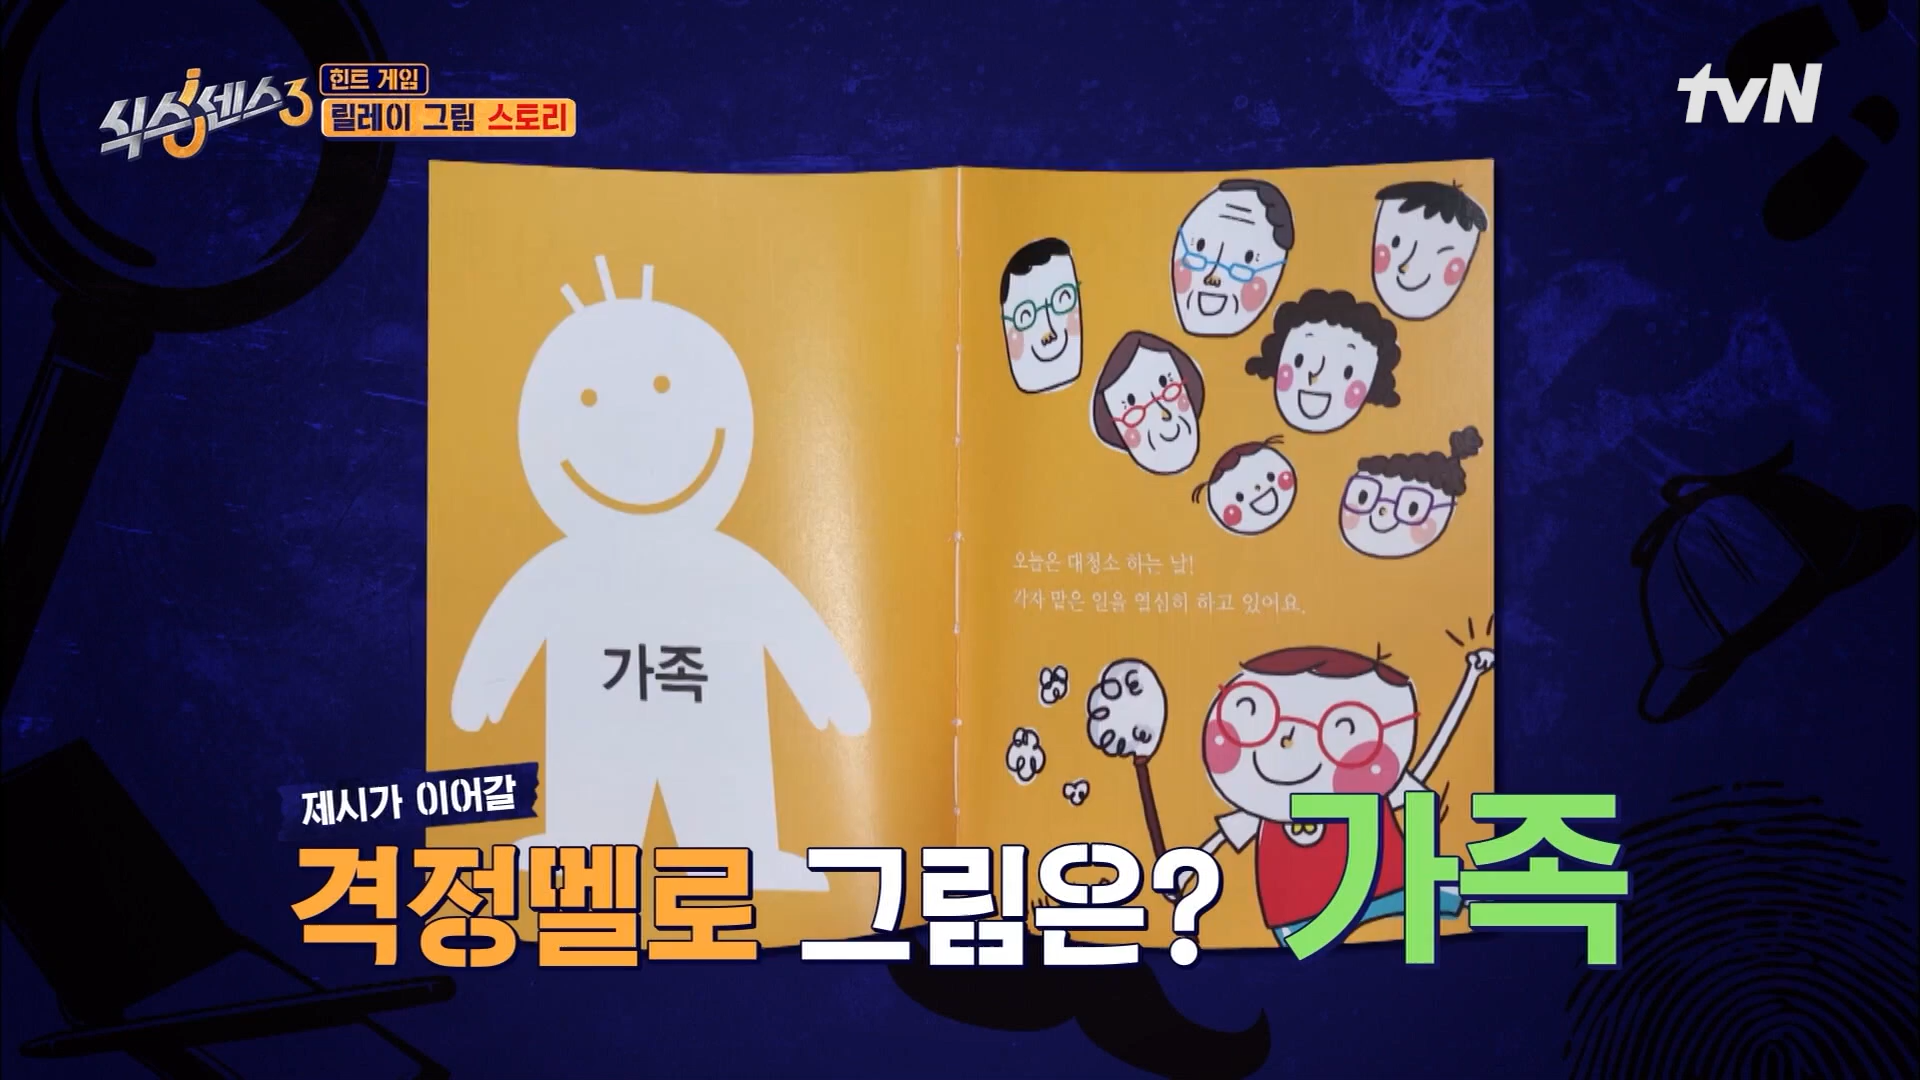 식스센스3
힌트 게임
릴레이 그림 스토리
tvN
오늘은 대청소 하는 날!
각자 맡은 일을 열심히 하고 있어요.
가족
제시가 이어갈
걱정멜로 그림은? 가족